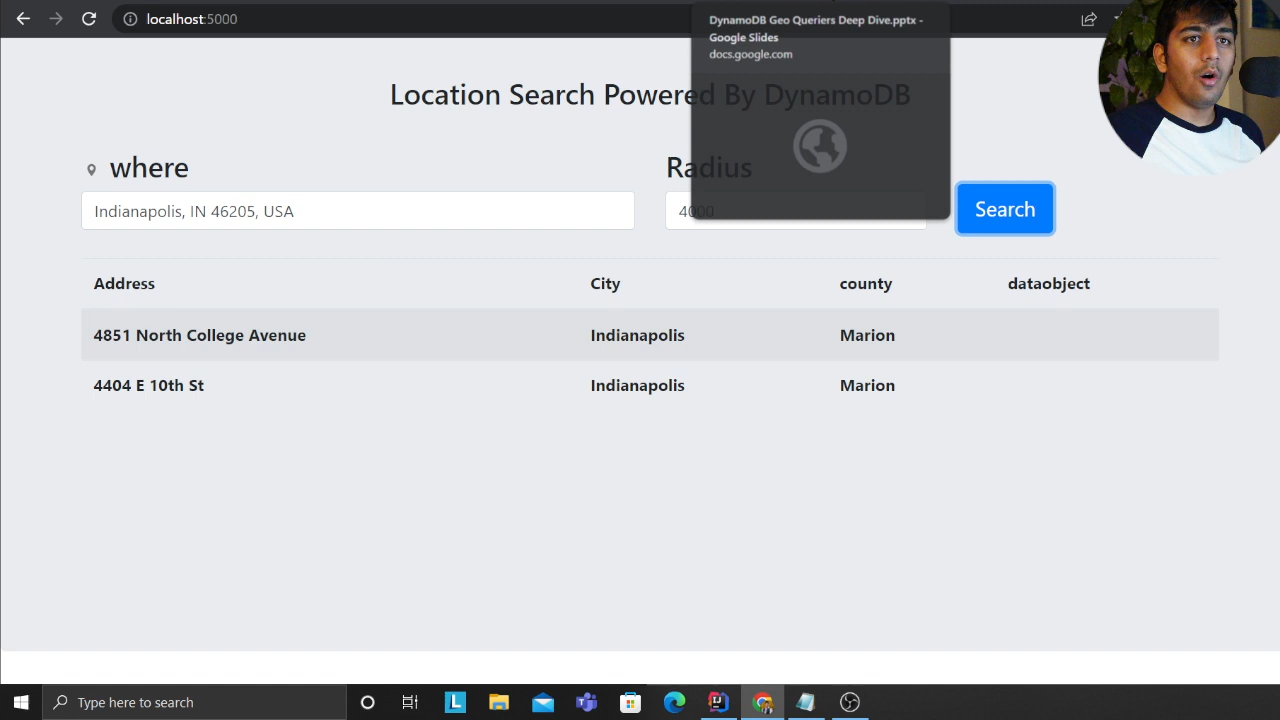 localhost:5000
DynamoDB Geo Queriers Deep Dive.pptx -
Google Slides
docs.google.com
Location Search Powered By DynamoDB
where
Radius
Indianapolis, IN 46205, USA
4000
Search
Address City county dataobject
4851 North College Avenue Indianapolis Marion
4404 E 10th St Indianapolis Marion
Type here to search